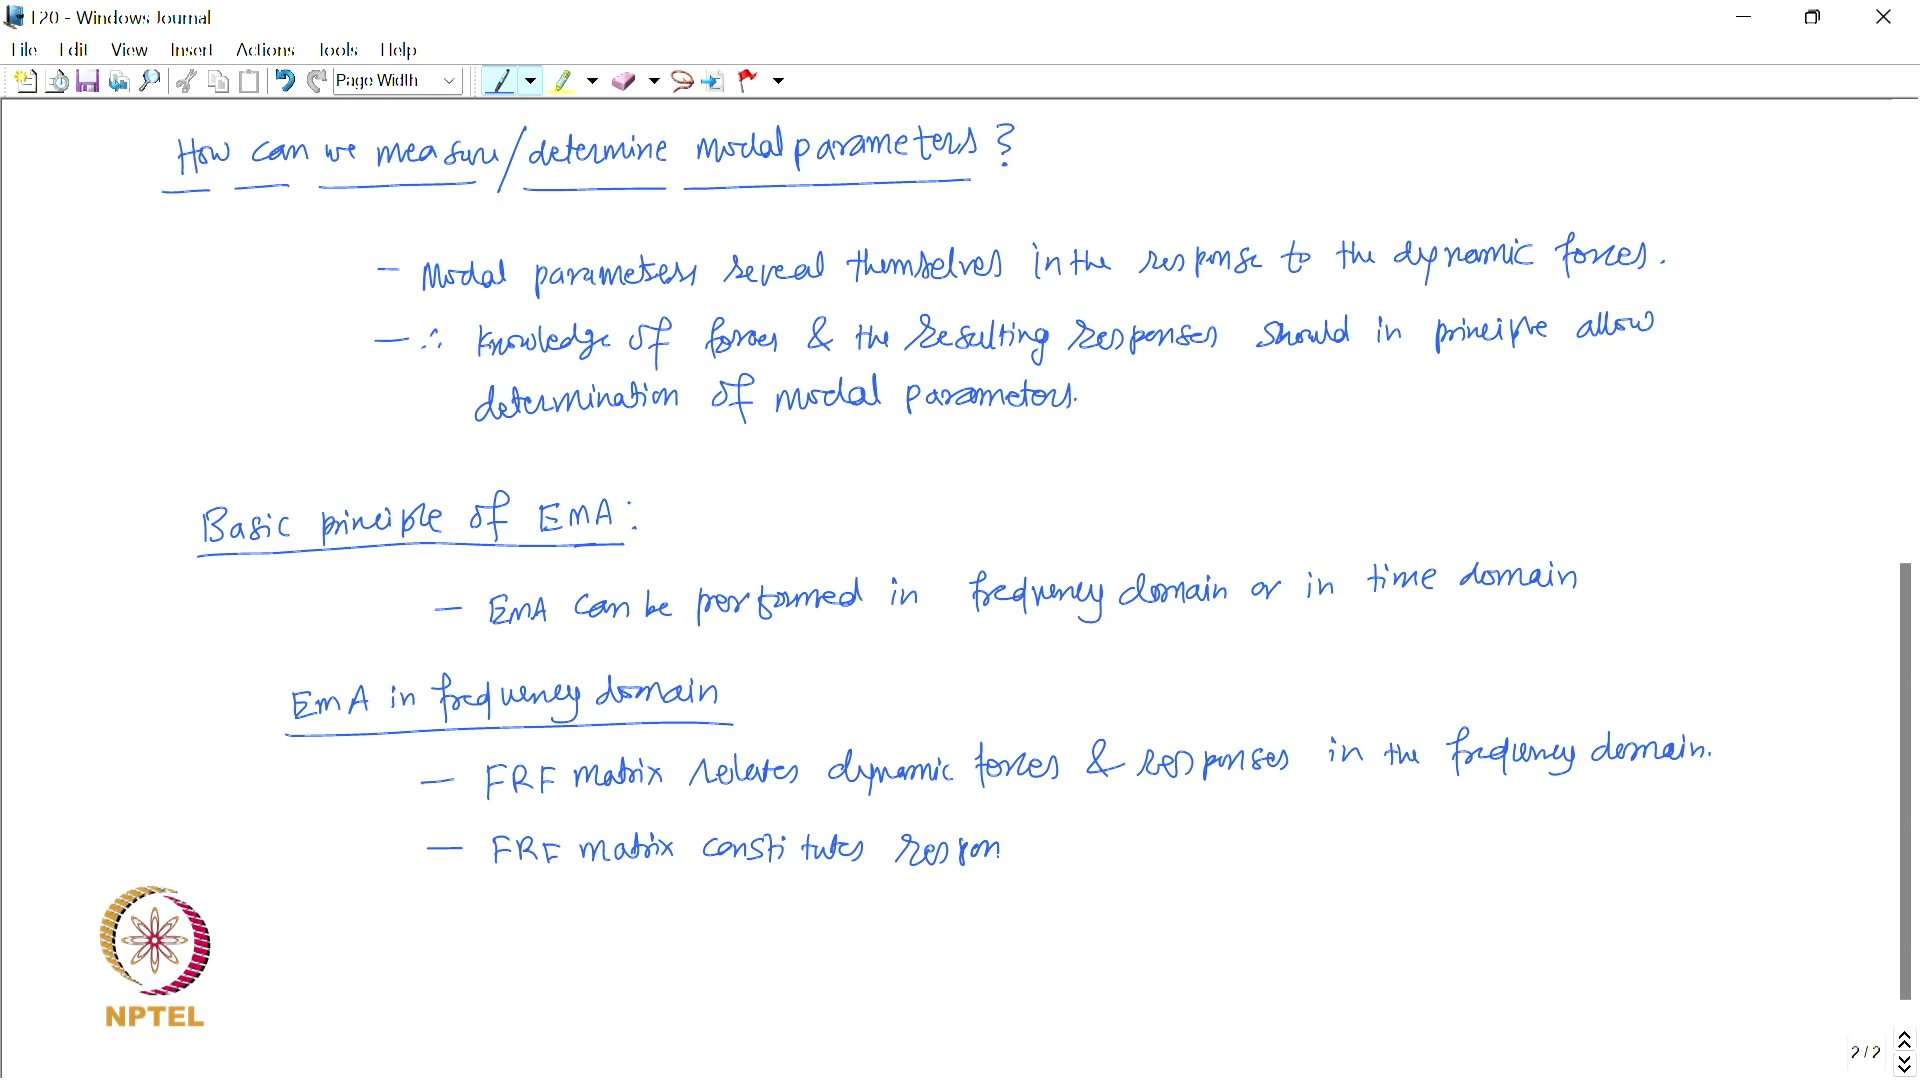 L20 - Windows Journal
File Edit View Insert Actions Tools Help
Page Width
How can we measure/determine modal parameters?
- Modal parameters reveal themselves in the response to the dynamic forces.
- ∴ Knowledge of forces & the resulting responses should in principle allow
determination of modal parameters.
Basic principle of EMA:
- EMA can be performed in frequency domain or in time domain
EMA in frequency domain
- FRF matrix relates dynamic forces & responses in the frequency domain.
- FRF matrix constitutes respon
NPTEL
2/2